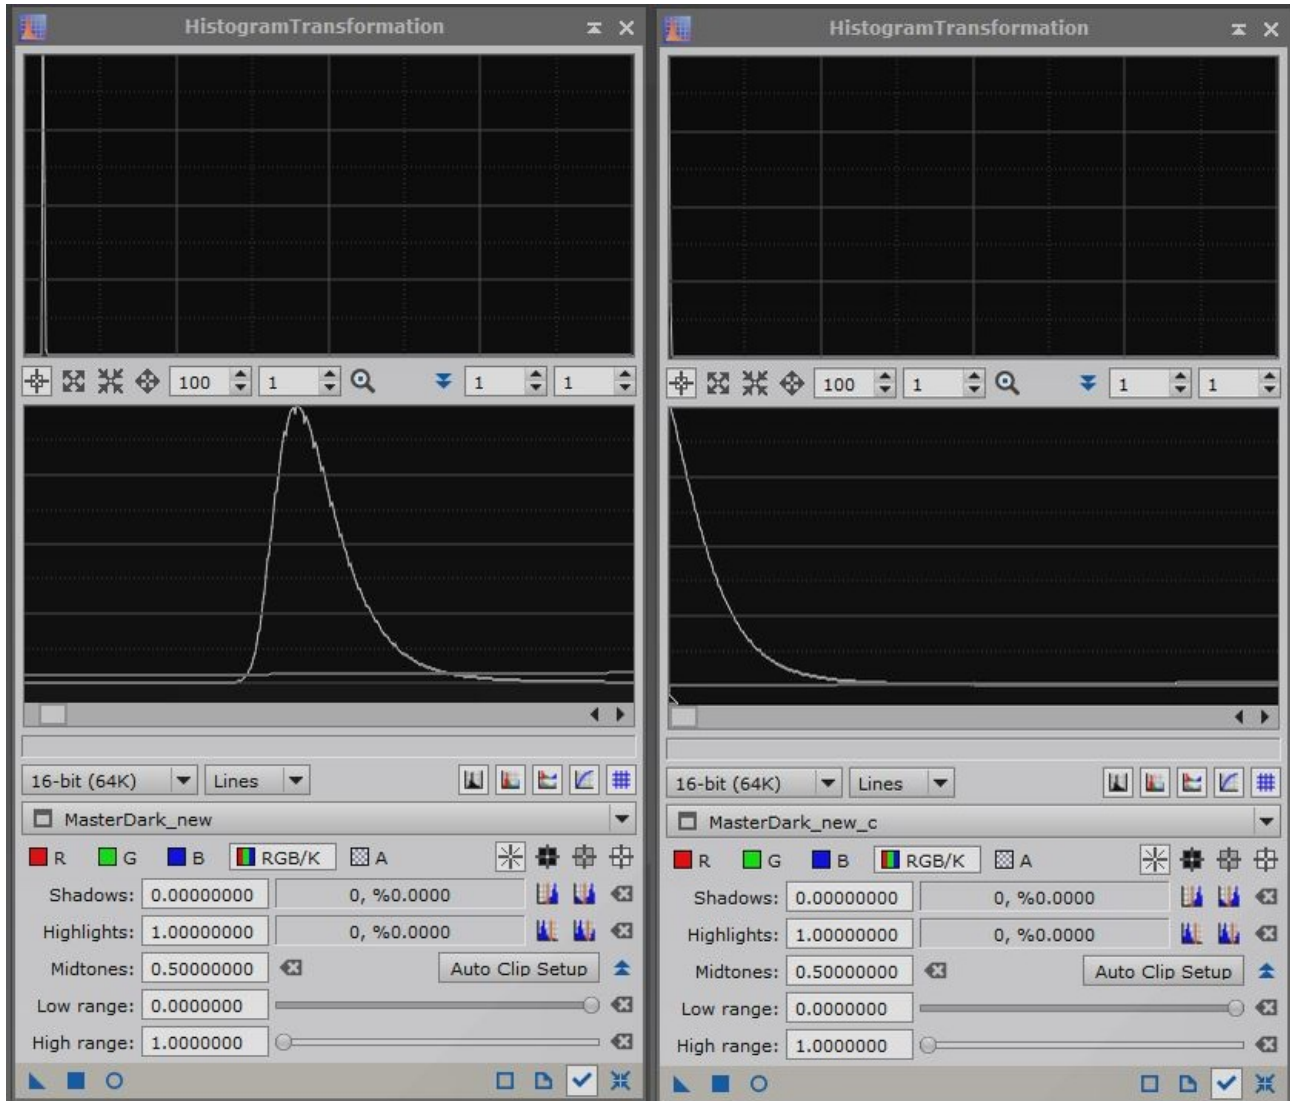 HistogramTransformation
100 1 1 1
16-bit (64K) Lines
MasterDark_new
R G B RGB/K A
Shadows: 0.00000000 0, %0.0000
Highlights: 1.00000000 0, %0.0000
Midtones: 0.50000000 Auto Clip Setup
Low range: 0.0000000
High range: 1.0000000
HistogramTransformation
100 1 1 1
16-bit (64K) Lines
MasterDark_new_c
R G B RGB/K A
Shadows: 0.00000000 0, %0.0000
Highlights: 1.00000000 0, %0.0000
Midtones: 0.50000000 Auto Clip Setup
Low range: 0.0000000
High range: 1.0000000